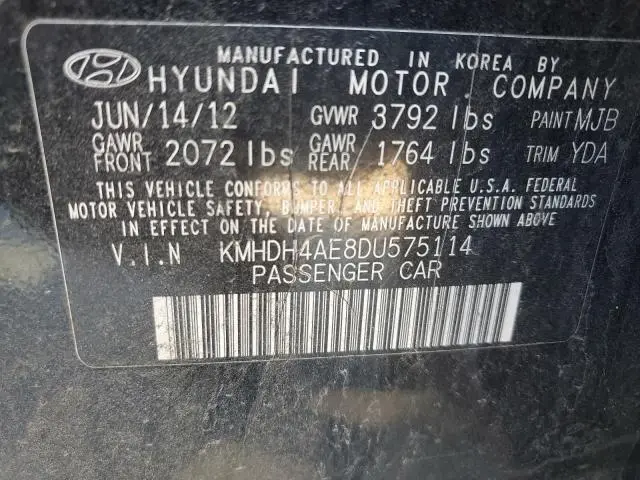 MANUFACTURED IN KOREA BY
HYUNDAI MOTOR COMPANY
JUN/14/12 GVWR 3792 lbs PAINT MJB
GAWR FRONT 2072 lbs GAWR REAR 1764 lbs TRIM YDA
THIS VEHICLE CONFORMS TO ALL APPLICABLE U.S.A. FEDERAL
MOTOR VEHICLE SAFETY, BUMPER, AND THEFT PREVENTION STANDARDS
IN EFFECT ON THE DATE OF MANUFACTURE SHOWN ABOVE.
V.I.N KMHDH4AE8DU575114
PASSENGER CAR